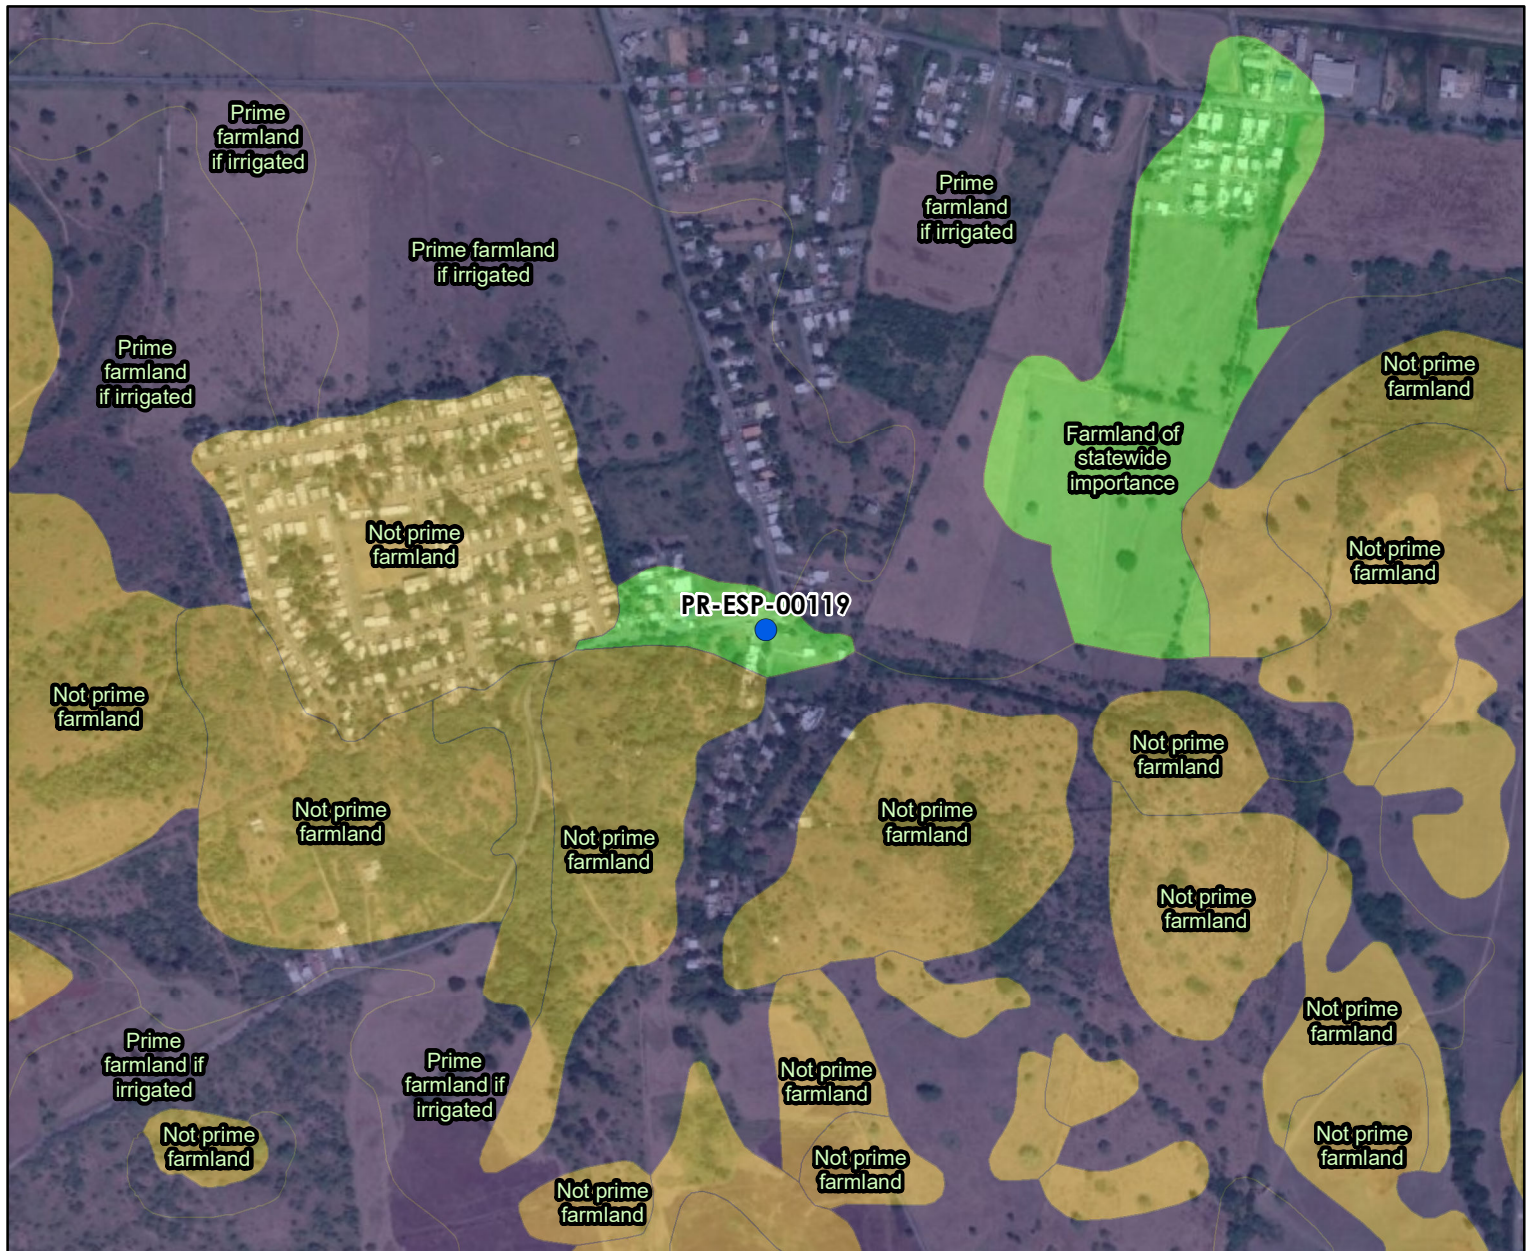 Prime
farmland
if irrigated
Prime
farmland
if irrigated
Prime farmland
if irrigated
Prime
farmland
if irrigated
Not prime
farmland
Farmland of
statewide
importance
Not prime
farmland
Not prime
farmland
PR-ESP-00119
Not prime
farmland
Not prime
farmland
Not prime
farmland
Not prime
farmland
Not prime
farmland
Not prime
farmland
Not prime
farmland
Not prime
farmland
Prime
farmland if
irrigated
Prime
farmland if
irrigated
Not prime
farmland
Not prime
farmland
Not prime
farmland
Not prime
farmland
Not prime
farmland